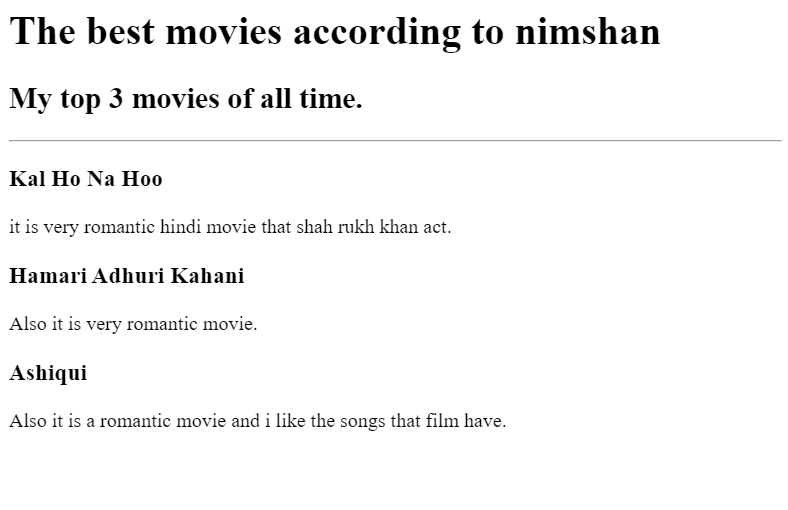 The best movies according to nimshan
My top 3 movies of all time.
Kal Ho Na Hoo
it is very romantic hindi movie that shah rukh khan act.
Hamari Adhuri Kahani
Also it is very romantic movie.
Ashiqui
Also it is a romantic movie and i like the songs that film have.